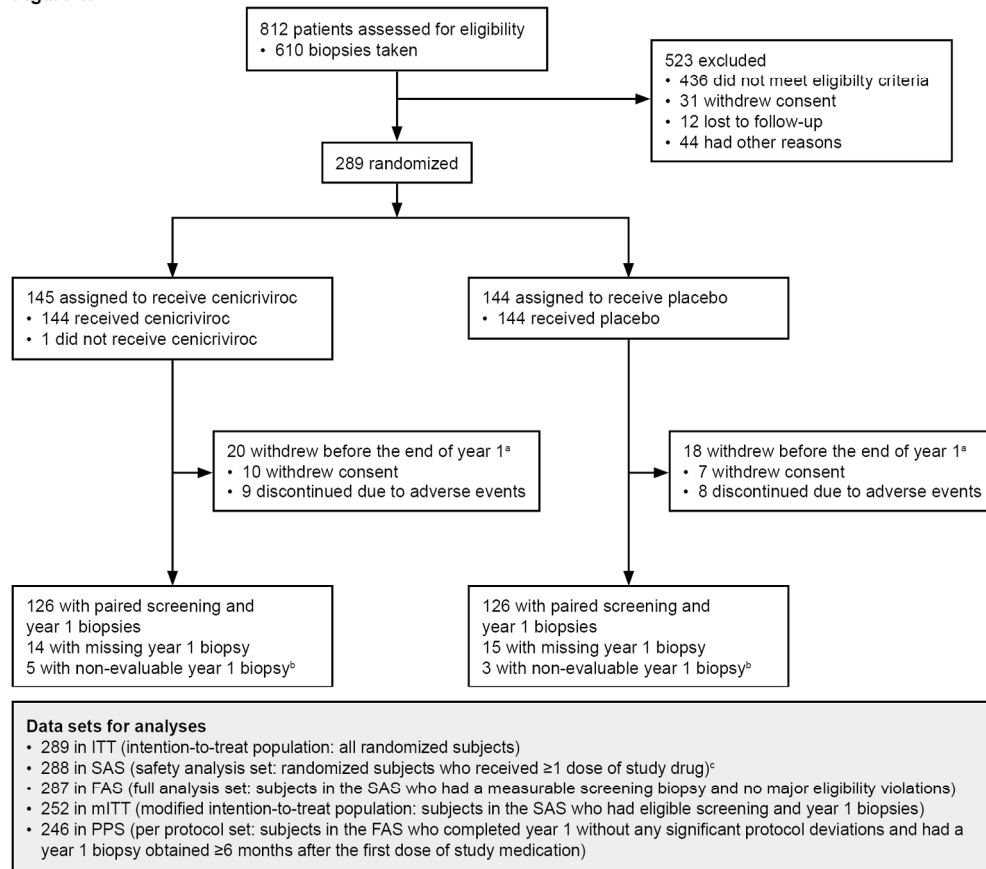 812 patients assessed for eligibility
• 610 biopsies taken
523 excluded
• 436 did not meet eligibilty criteria
• 31 withdrew consent
• 12 lost to follow-up
• 44 had other reasons
289 randomized
145 assigned to receive cenicriviroc
• 144 received cenicriviroc
• 1 did not receive cenicriviroc
144 assigned to receive placebo
• 144 received placebo
20 withdrew before the end of year 1ᵃ
• 10 withdrew consent
• 9 discontinued due to adverse events
18 withdrew before the end of year 1ᵃ
• 7 withdrew consent
• 8 discontinued due to adverse events
126 with paired screening and
year 1 biopsies
14 with missing year 1 biopsy
5 with non-evaluable year 1 biopsyᵇ
126 with paired screening and
year 1 biopsies
15 with missing year 1 biopsy
3 with non-evaluable year 1 biopsyᵇ
Data sets for analyses
• 289 in ITT (intention-to-treat population: all randomized subjects)
• 288 in SAS (safety analysis set: randomized subjects who received ≥1 dose of study drug)ᶜ
• 287 in FAS (full analysis set: subjects in the SAS who had a measurable screening biopsy and no major eligibility violations)
• 252 in mITT (modified intention-to-treat population: subjects in the SAS who had eligible screening and year 1 biopsies)
• 246 in PPS (per protocol set: subjects in the FAS who completed year 1 without any significant protocol deviations and had a
year 1 biopsy obtained ≥6 months after the first dose of study medication)